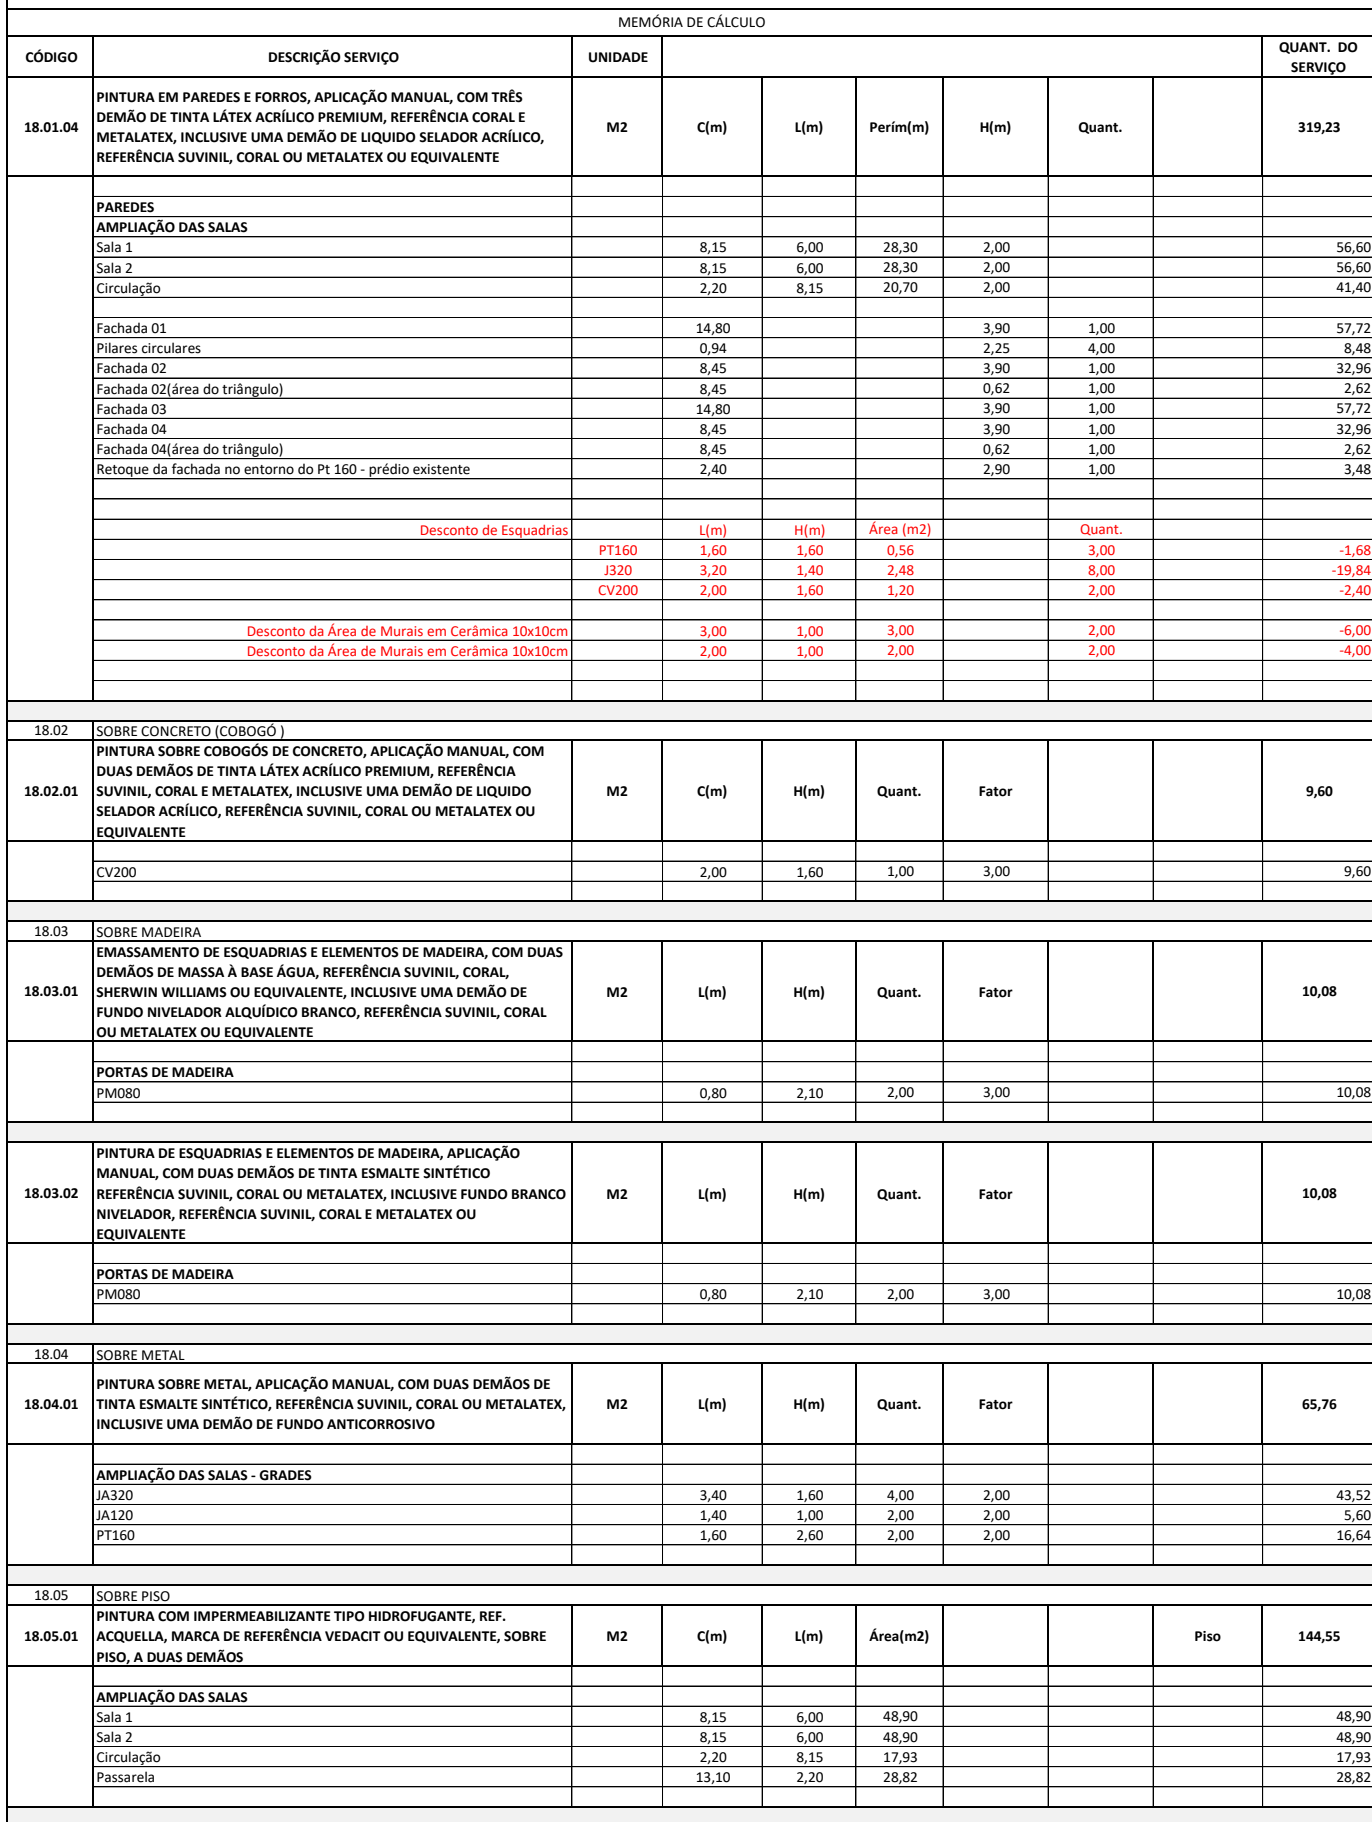 MEMÓRIA DE CÁLCULO
CÓDIGO DESCRIÇÃO SERVIÇO UNIDADE QUANT. DO SERVIÇO
18.01.04 PINTURA EM PAREDES E FORROS, APLICAÇÃO MANUAL, COM TRÊS
DEMÃO DE TINTA LÁTEX ACRÍLICO PREMIUM, REFERÊNCIA CORAL E
METALATEX, INCLUSIVE UMA DEMÃO DE LIQUIDO SELADOR ACRÍLICO,
REFERÊNCIA SUVINIL, CORAL OU METALATEX OU EQUIVALENTE
M2 C(m) L(m) Perím(m) H(m) Quant. 319,23
PAREDES
AMPLIAÇÃO DAS SALAS
Sala 1 8,15 6,00 28,30 2,00 56,60
Sala 2 8,15 6,00 28,30 2,00 56,60
Circulação 2,20 8,15 20,70 2,00 41,40
Fachada 01 14,80 3,90 1,00 57,72
Pilares circulares 0,94 2,25 4,00 8,48
Fachada 02 8,45 3,90 1,00 32,96
Fachada 02(área do triângulo) 8,45 0,62 1,00 2,62
Fachada 03 14,80 3,90 1,00 57,72
Fachada 04 8,45 3,90 1,00 32,96
Fachada 04(área do triângulo) 8,45 0,62 1,00 2,62
Retoque da fachada no entorno do Pt 160 - prédio existente 2,40 2,90 1,00 3,48
Desconto de Esquadrias L(m) H(m) Área (m2) Quant.
PT160 1,60 1,60 0,56 3,00 -1,68
J320 3,20 1,40 2,48 8,00 -19,84
CV200 2,00 1,60 1,20 2,00 -2,40
Desconto da Área de Murais em Cerâmica 10x10cm 3,00 1,00 3,00 2,00 -6,00
Desconto da Área de Murais em Cerâmica 10x10cm 2,00 1,00 2,00 2,00 -4,00
18.02 SOBRE CONCRETO (COBOGÓ )
18.02.01 PINTURA SOBRE COBOGÓS DE CONCRETO, APLICAÇÃO MANUAL, COM
DUAS DEMÃOS DE TINTA LÁTEX ACRÍLICO PREMIUM, REFERÊNCIA
SUVINIL, CORAL E METALATEX, INCLUSIVE UMA DEMÃO DE LIQUIDO
SELADOR ACRÍLICO, REFERÊNCIA SUVINIL, CORAL OU METALATEX OU
EQUIVALENTE
M2 C(m) H(m) Quant. Fator 9,60
CV200 2,00 1,60 1,00 3,00 9,60
18.03 SOBRE MADEIRA
18.03.01 EMASSAMENTO DE ESQUADRIAS E ELEMENTOS DE MADEIRA, COM DUAS
DEMÃOS DE MASSA À BASE ÁGUA, REFERÊNCIA SUVINIL, CORAL,
SHERWIN WILLIAMS OU EQUIVALENTE, INCLUSIVE UMA DEMÃO DE
FUNDO NIVELADOR ALQUÍDICO BRANCO, REFERÊNCIA SUVINIL, CORAL
OU METALATEX OU EQUIVALENTE
M2 L(m) H(m) Quant. Fator 10,08
PORTAS DE MADEIRA
PM080 0,80 2,10 2,00 3,00 10,08
18.03.02 PINTURA DE ESQUADRIAS E ELEMENTOS DE MADEIRA, APLICAÇÃO
MANUAL, COM DUAS DEMÃOS DE TINTA ESMALTE SINTÉTICO
REFERÊNCIA SUVINIL, CORAL OU METALATEX, INCLUSIVE FUNDO BRANCO
NIVELADOR, REFERÊNCIA SUVINIL, CORAL E METALATEX OU
EQUIVALENTE
M2 L(m) H(m) Quant. Fator 10,08
PORTAS DE MADEIRA
PM080 0,80 2,10 2,00 3,00 10,08
18.04 SOBRE METAL
18.04.01 PINTURA SOBRE METAL, APLICAÇÃO MANUAL, COM DUAS DEMÃOS DE
TINTA ESMALTE SINTÉTICO, REFERÊNCIA SUVINIL, CORAL OU METALATEX,
INCLUSIVE UMA DEMÃO DE FUNDO ANTICORROSIVO
M2 L(m) H(m) Quant. Fator 65,76
AMPLIAÇÃO DAS SALAS - GRADES
JA320 3,40 1,60 4,00 2,00 43,52
JA120 1,40 1,00 2,00 2,00 5,60
PT160 1,60 2,60 2,00 2,00 16,64
18.05 SOBRE PISO
18.05.01 PINTURA COM IMPERMEABILIZANTE TIPO HIDROFUGANTE, REF.
ACQUELLA, MARCA DE REFERÊNCIA VEDACIT OU EQUIVALENTE, SOBRE
PISO, A DUAS DEMÃOS
M2 C(m) L(m) Área(m2) Piso 144,55
AMPLIAÇÃO DAS SALAS
Sala 1 8,15 6,00 48,90 48,90
Sala 2 8,15 6,00 48,90 48,90
Circulação 2,20 8,15 17,93 17,93
Passarela 13,10 2,20 28,82 28,82